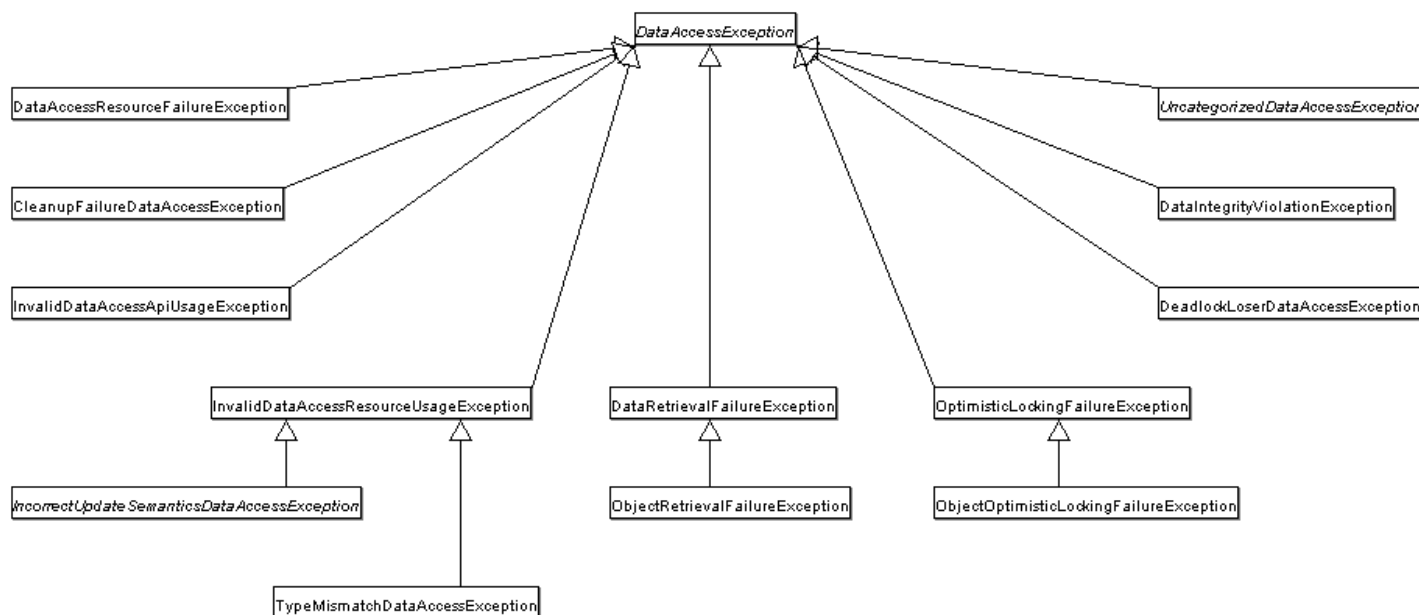 DataAccessException
DataAccessResourceFailureException
UncategorizedDataAccessException
CleanupFailureDataAccessException
DataIntegrityViolationException
InvalidDataAccessApiUsageException
DeadlockLoserDataAccessException
InvalidDataAccessResourceUsageException
DataRetrievalFailureException
OptimisticLockingFailureException
IncorrectUpdateSemanticsDataAccessException
ObjectRetrievalFailureException
ObjectOptimisticLockingFailureException
TypeMismatchDataAccessException